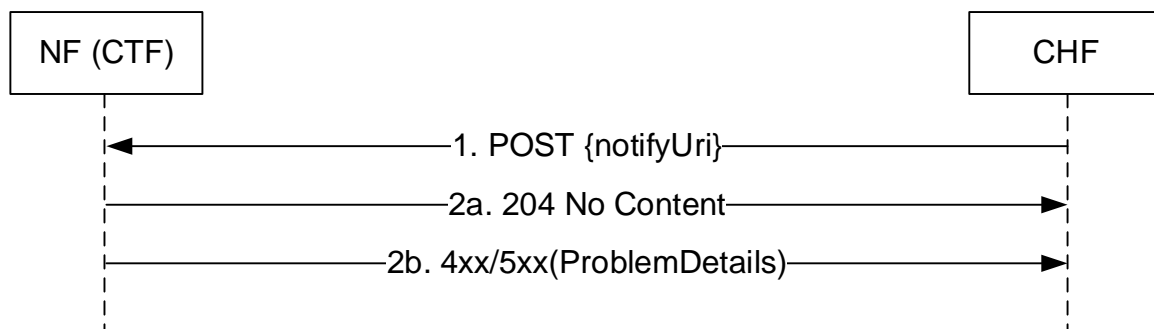 NF (CTF)
CHF
1. POST {notifyUri}
2a. 204 No Content
2b. 4xx/5xx(ProblemDetails)